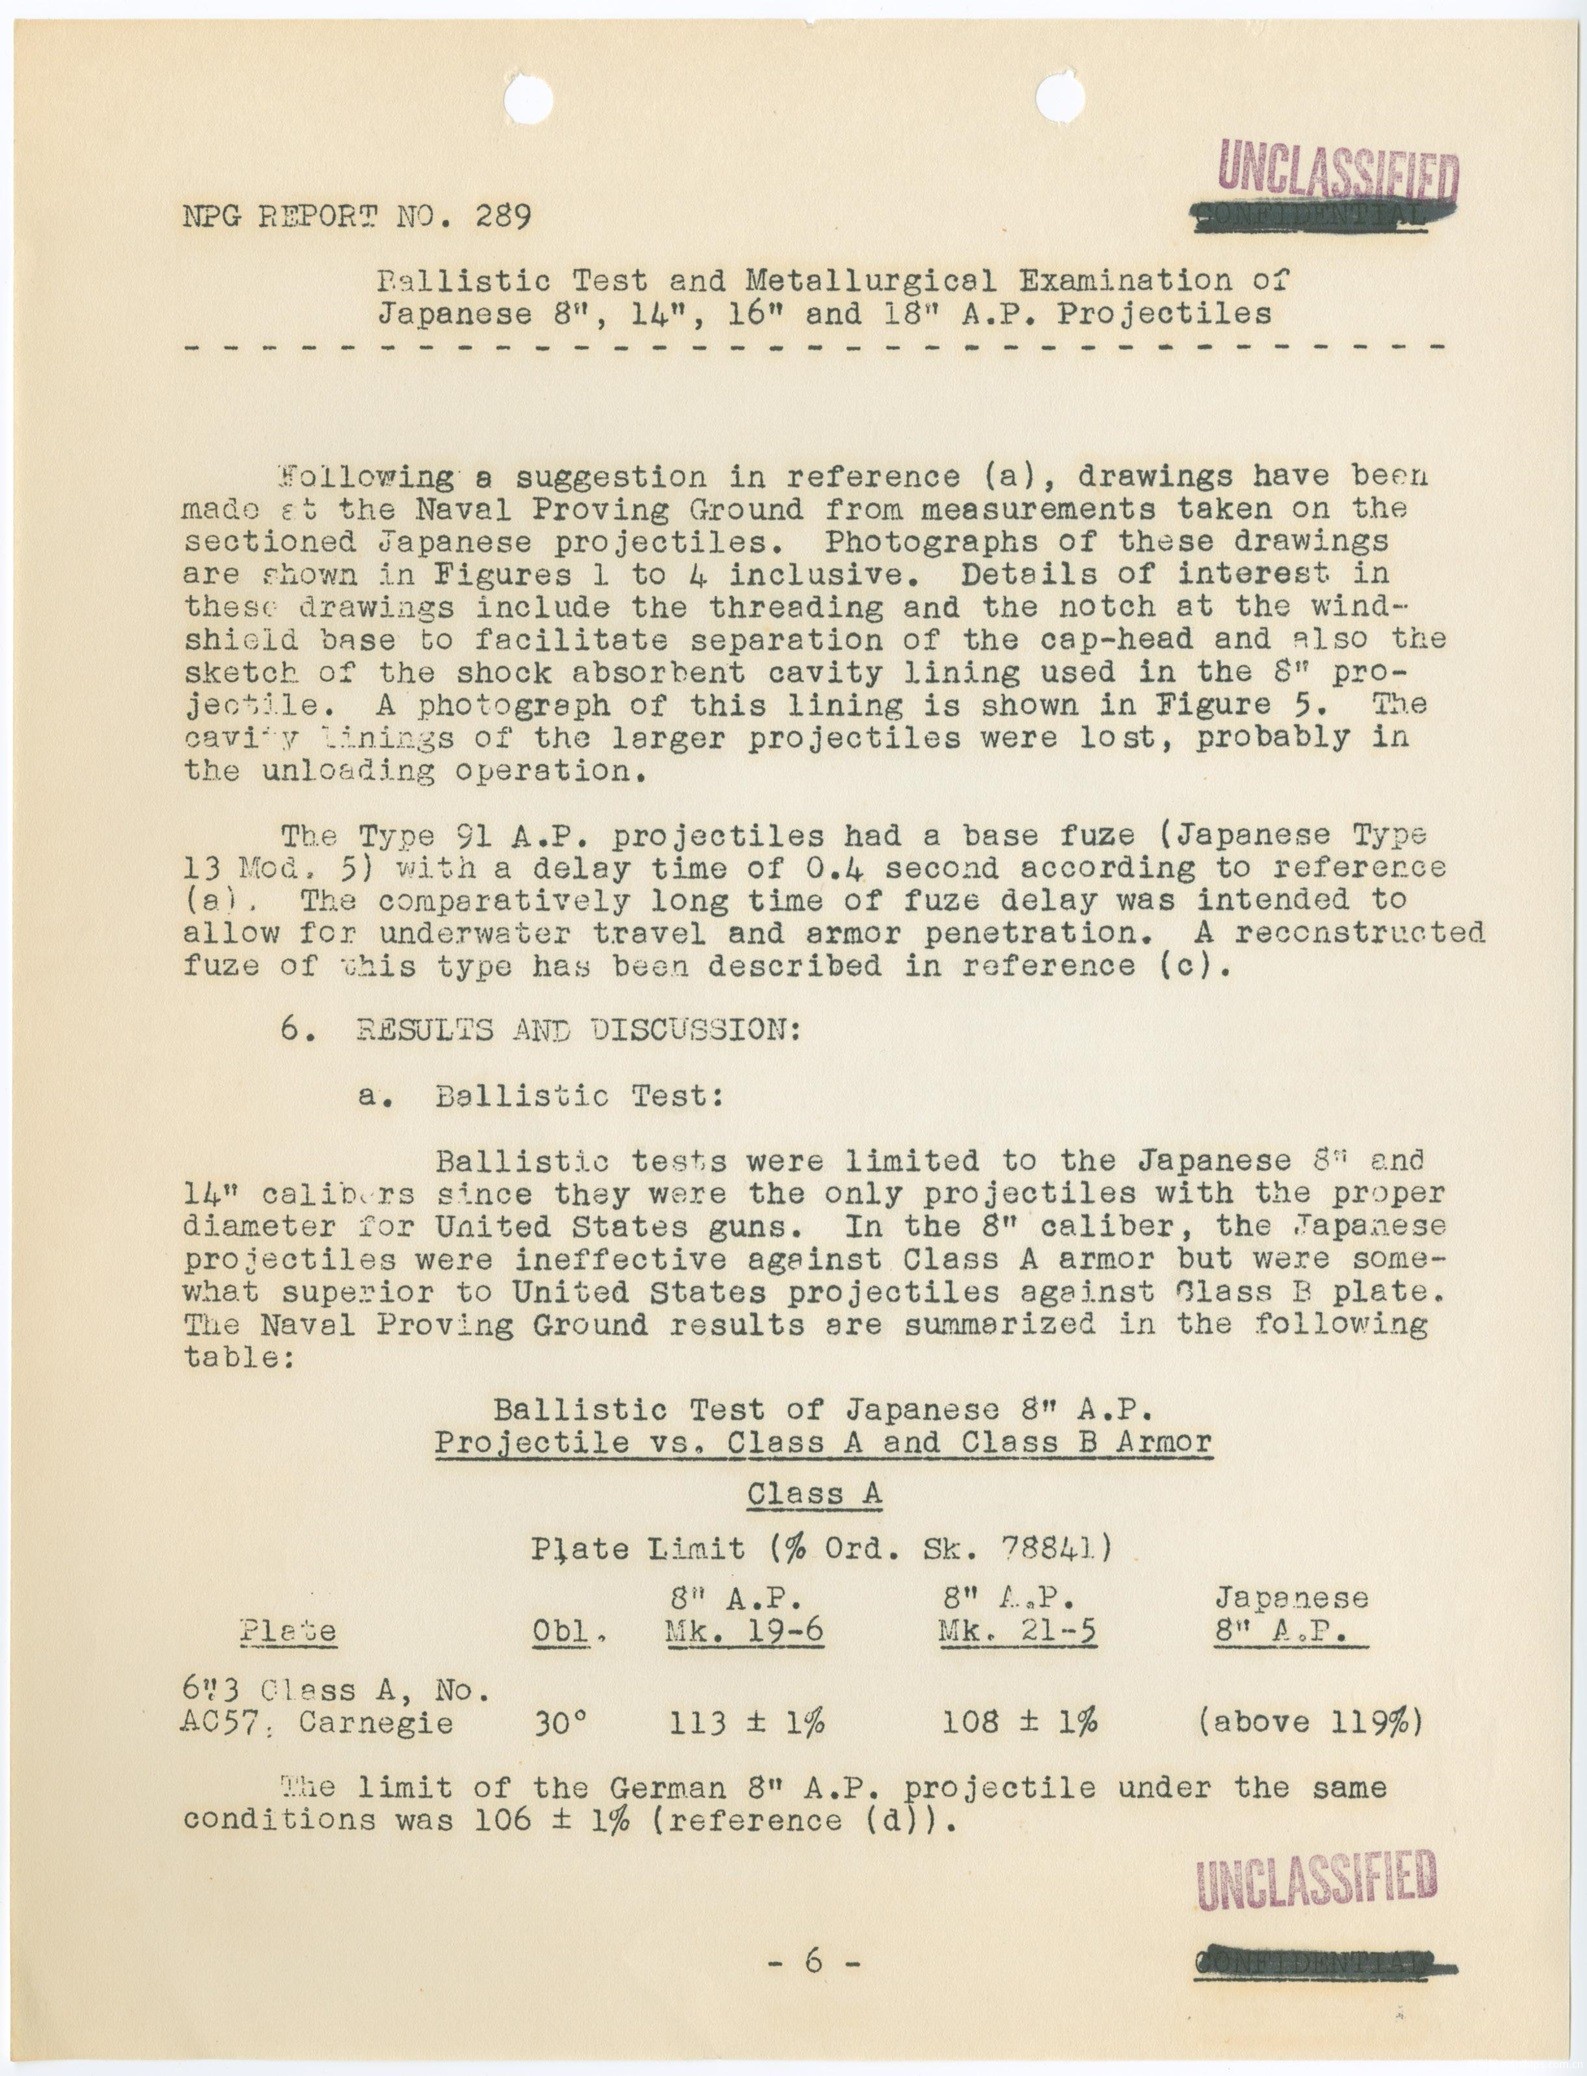 UNCLASSIFIED
CONFIDENTIAL
NPG REPORT NO. 289
Ballistic Test and Metallurgical Examination of
Japanese 8", 14", 16" and 18" A.P. Projectiles
- - - - - - - - - - - - - - - - - - - - - - - - - - - - - - - - -
Following a suggestion in reference (a), drawings have been
made at the Naval Proving Ground from measurements taken on the
sectioned Japanese projectiles. Photographs of these drawings
are shown in Figures 1 to 4 inclusive. Details of interest in
these drawings include the threading and the notch at the wind-
shield base to facilitate separation of the cap-head and also the
sketch of the shock absorbent cavity lining used in the 8" pro-
jectile. A photograph of this lining is shown in Figure 5. The
cavity linings of the larger projectiles were lost, probably in
the unloading operation.
The Type 91 A.P. projectiles had a base fuze (Japanese Type
13 Mod. 5) with a delay time of 0.4 second according to reference
(a). The comparatively long time of fuze delay was intended to
allow for underwater travel and armor penetration. A reconstructed
fuze of this type has been described in reference (c).
6. RESULTS AND DISCUSSION:
a. Ballistic Test:
Ballistic tests were limited to the Japanese 8" and
14" calibers since they were the only projectiles with the proper
diameter for United States guns. In the 8" caliber, the Japanese
projectiles were ineffective against Class A armor but were some-
what superior to United States projectiles against Class B plate.
The Naval Proving Ground results are summarized in the following
table:
Ballistic Test of Japanese 8" A.P.
Projectile vs. Class A and Class B Armor
Class A
Plate Limit (% Ord. Sk. 78841)
8" A.P. 8" A.P. Japanese
Plate Obl. Mk. 19-6 Mk. 21-5 8" A.P.
6"3 Class A, No.
AC57, Carnegie 30° 113 ± 1% 108 ± 1% (above 119%)
The limit of the German 8" A.P. projectile under the same
conditions was 106 ± 1% (reference (d)).
UNCLASSIFIED
- 6 -
CONFIDENTIAL